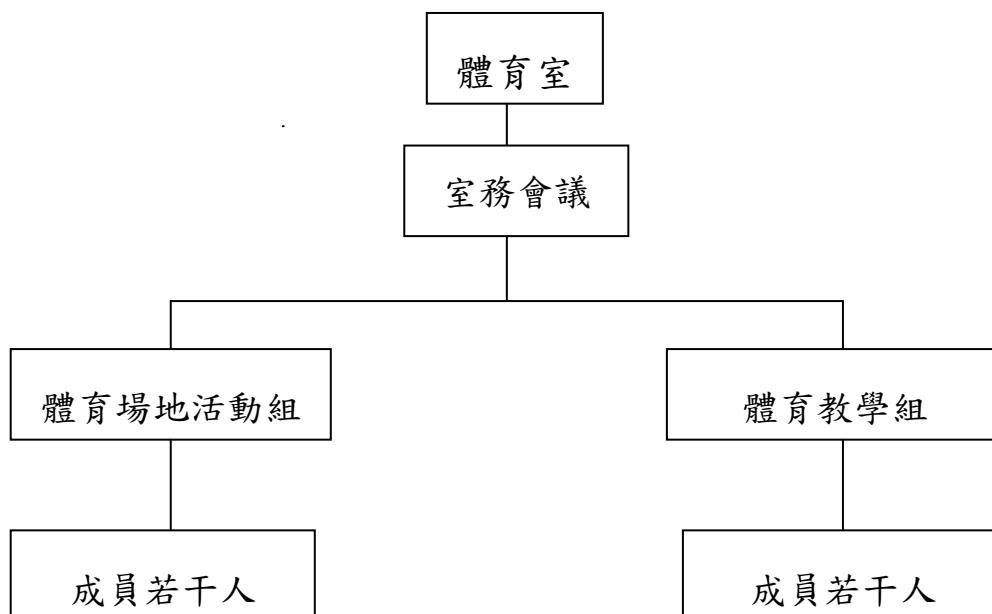 體育室
室務會議
體育場地活動組
體育教學組
成員若干人
成員若干人